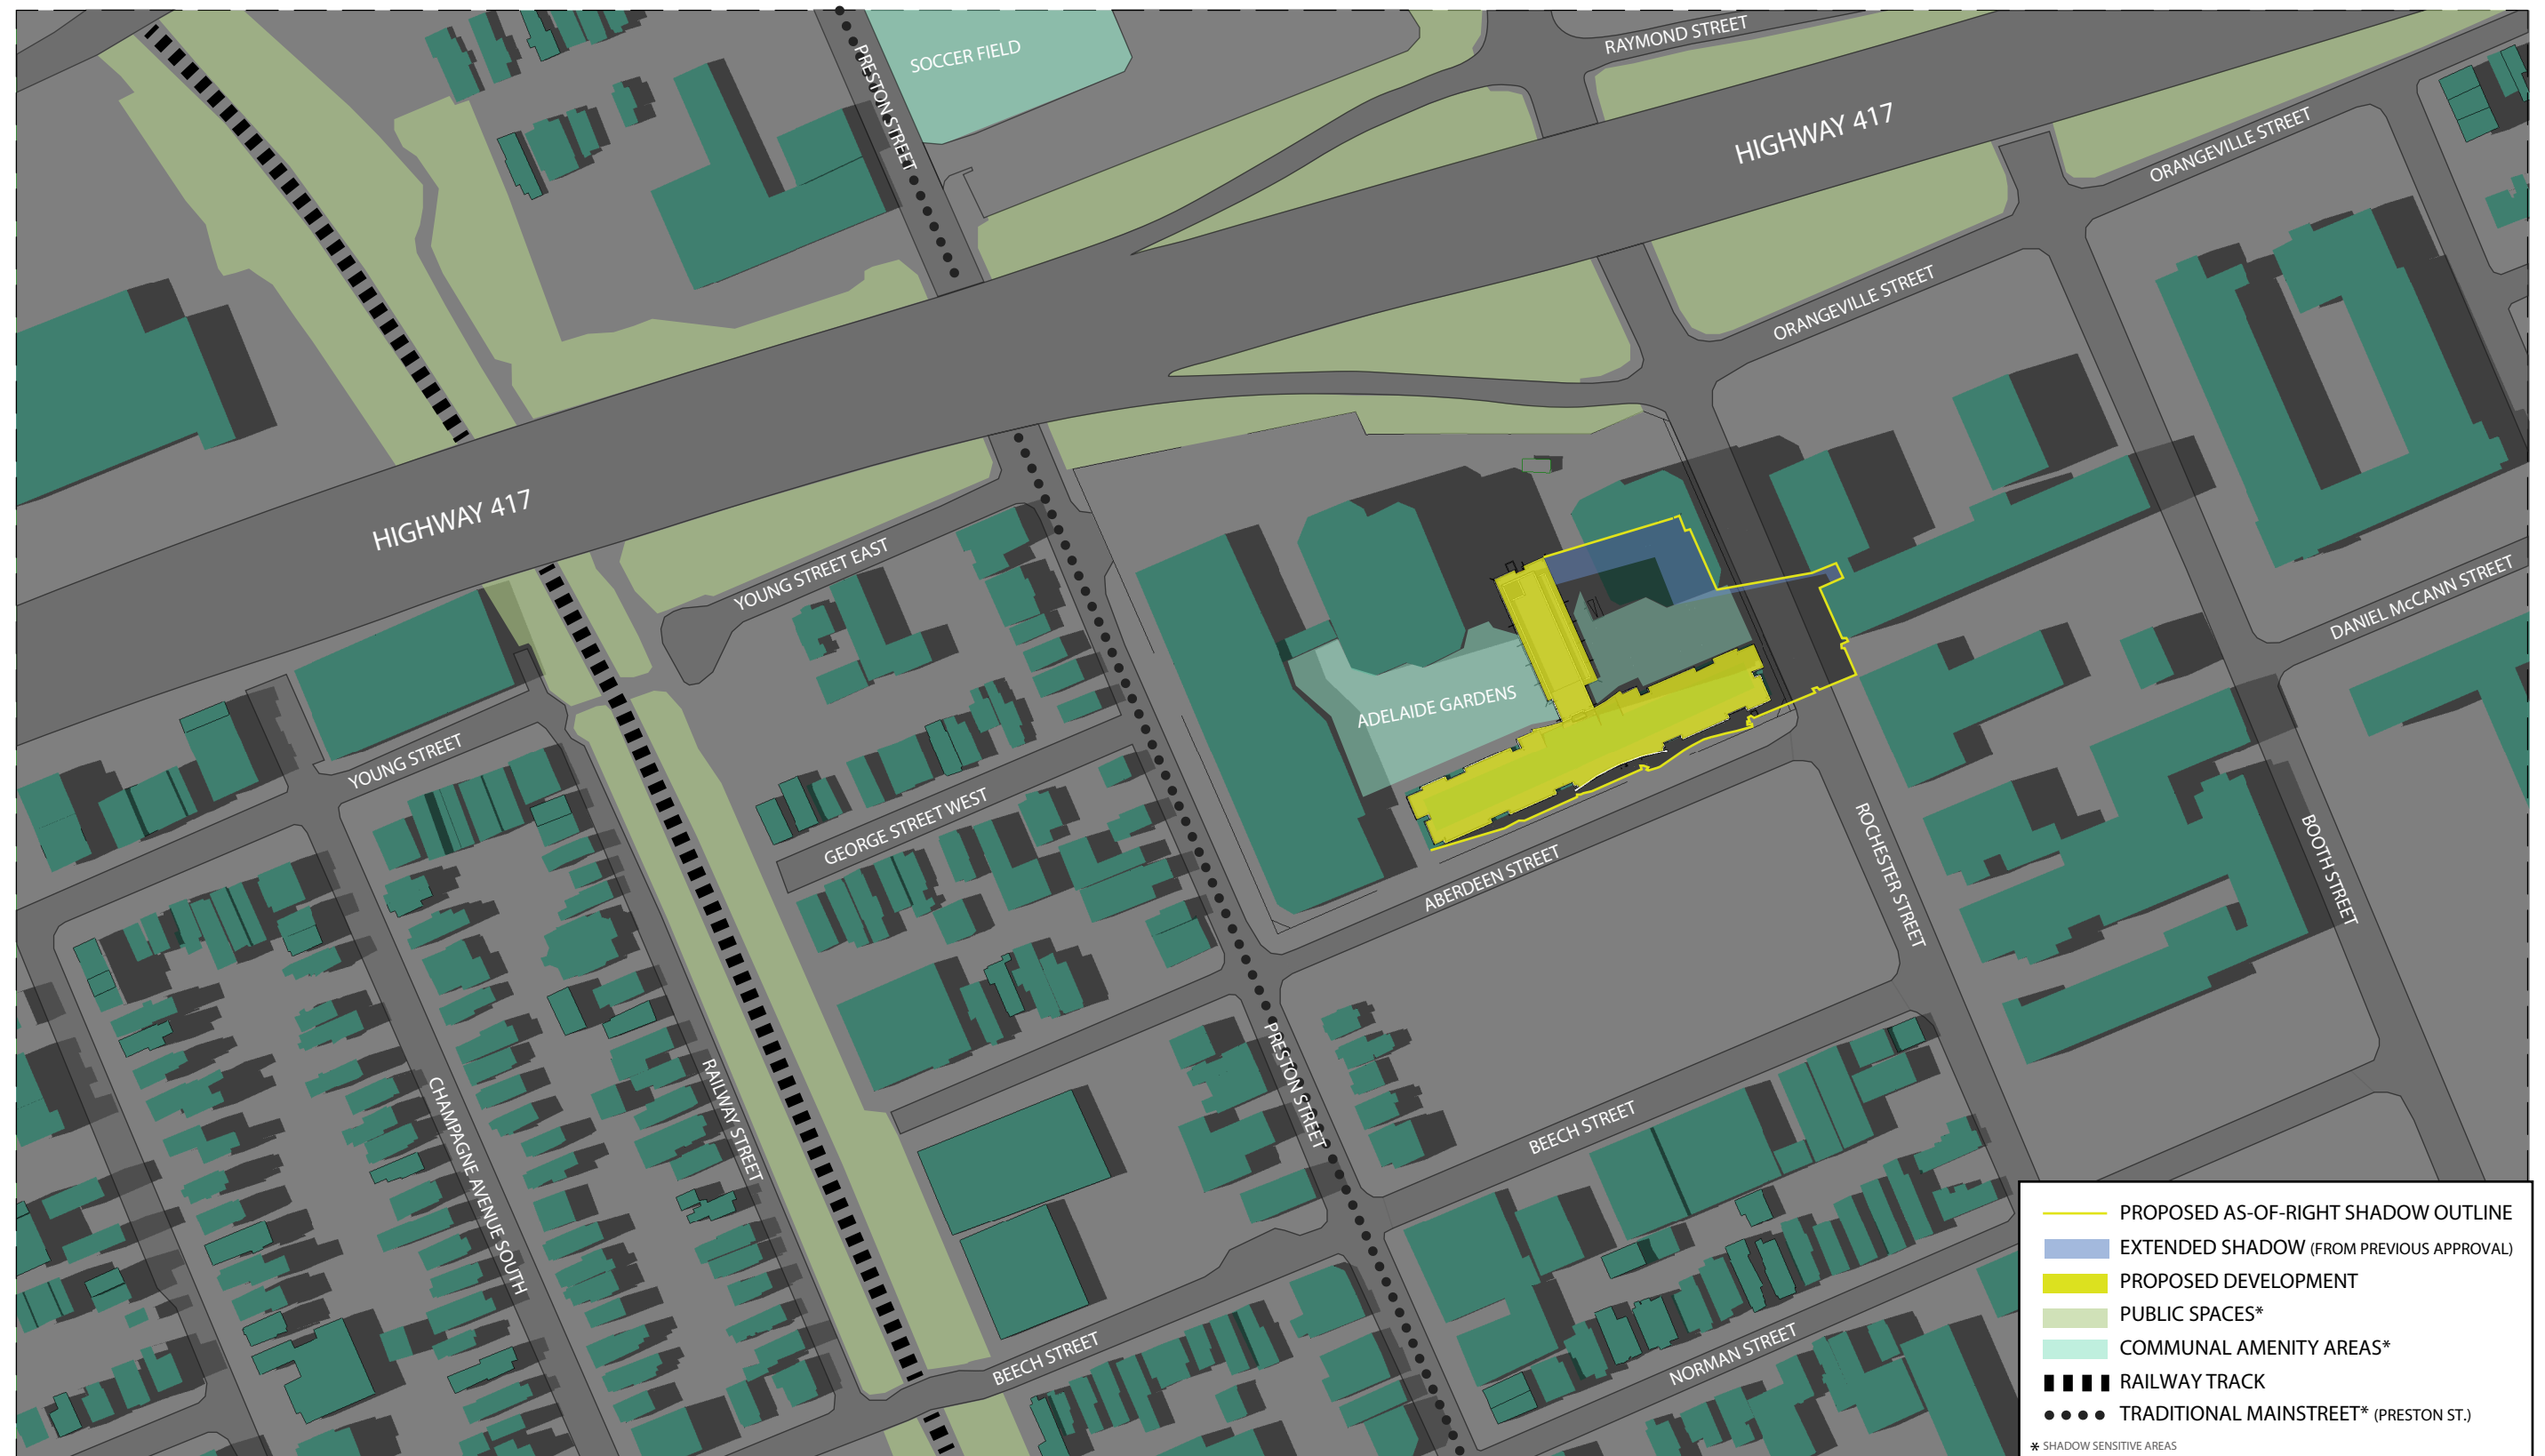 SOCCER FIELD
PRESTON STREET
RAYMOND STREET
HIGHWAY 417
ORANGEVILLE STREET
ORANGEVILLE STREET
HIGHWAY 417
YOUNG STREET EAST
DANIEL McCANN STREET
ADELAIDE GARDENS
YOUNG STREET
GEORGE STREET WEST
ABERDEEN STREET
ROCHESTER STREET
BOOTH STREET
CHAMPAGNE AVENUE SOUTH
RAILWAY STREET
PRESTON STREET
BEECH STREET
BEECH STREET
NORMAN STREET
PROPOSED AS-OF-RIGHT SHADOW OUTLINE
EXTENDED SHADOW (FROM PREVIOUS APPROVAL)
PROPOSED DEVELOPMENT
PUBLIC SPACES*
COMMUNAL AMENITY AREAS*
RAILWAY TRACK
TRADITIONAL MAINSTREET* (PRESTON ST.)
* SHADOW SENSITIVE AREAS